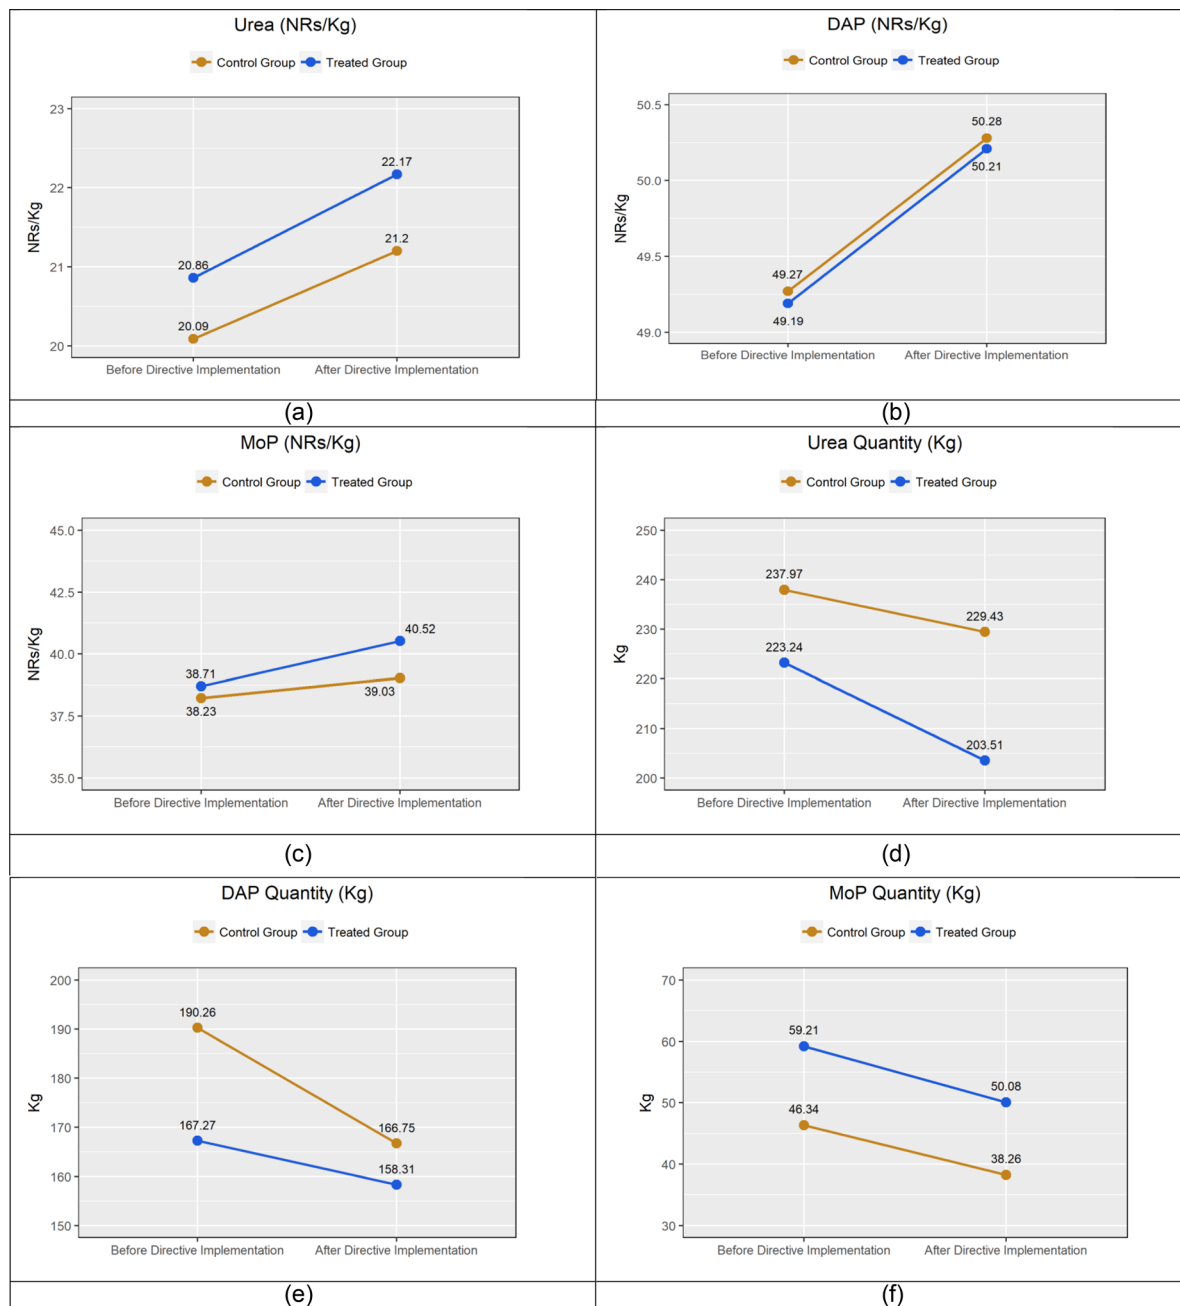 Urea (NRs/Kg)
Control Group Treated Group
23
22
21
20
NRs/Kg
22.17
20.86
21.2
20.09
Before Directive Implementation After Directive Implementation
(a)
DAP (NRs/Kg)
Control Group Treated Group
50.5
50.0
49.5
49.0
NRs/Kg
50.28
50.21
49.27
49.19
Before Directive Implementation After Directive Implementation
(b)
MoP (NRs/Kg)
Control Group Treated Group
45.0
42.5
40.0
37.5
35.0
NRs/Kg
40.52
38.71
39.03
38.23
Before Directive Implementation After Directive Implementation
(c)
Urea Quantity (Kg)
Control Group Treated Group
250
240
230
220
210
200
Kg
237.97
229.43
223.24
203.51
Before Directive Implementation After Directive Implementation
(d)
DAP Quantity (Kg)
Control Group Treated Group
200
190
180
170
160
150
Kg
190.26
167.27
166.75
158.31
Before Directive Implementation After Directive Implementation
(e)
MoP Quantity (Kg)
Control Group Treated Group
70
60
50
40
30
Kg
59.21
50.08
46.34
38.26
Before Directive Implementation After Directive Implementation
(f)